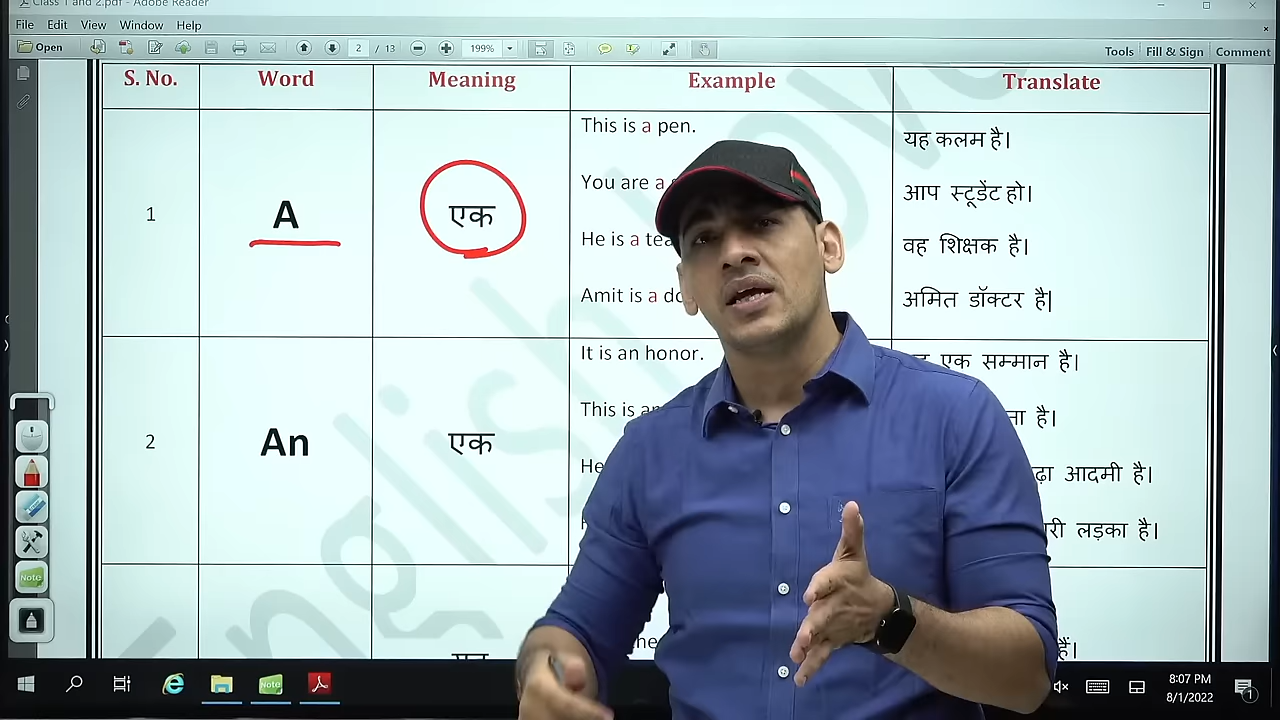 Class 1 and 2.pdf - Adobe Reader
File Edit View Window Help
Open 2 / 13 199% Tools Fill & Sign Comment
S. No. Word Meaning Example Translate
1 A एक
This is a pen.
You are a
He is a
Amit is a
यह कलम है।
आप स्टूडेंट हो।
वह शिक्षक है।
अमित डॉक्टर है|
2 An एक
It is an honor.
This is
He
एक सम्मान है।
है।
आदमी है।
लड़का है।
Note
Note
8:07 PM
8/1/2022
1